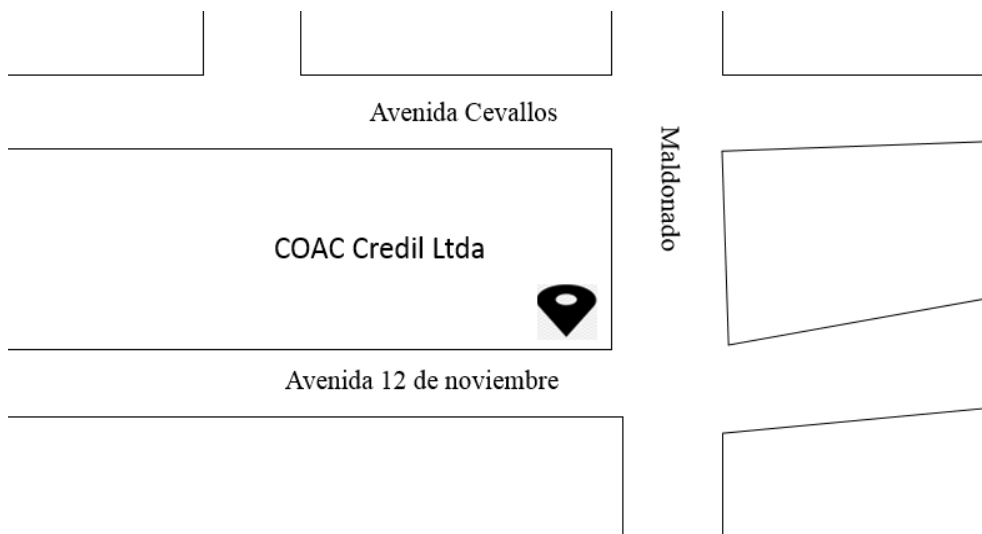 Avenida Cevallos
Maldonado
COAC Credil Ltda
Avenida 12 de noviembre